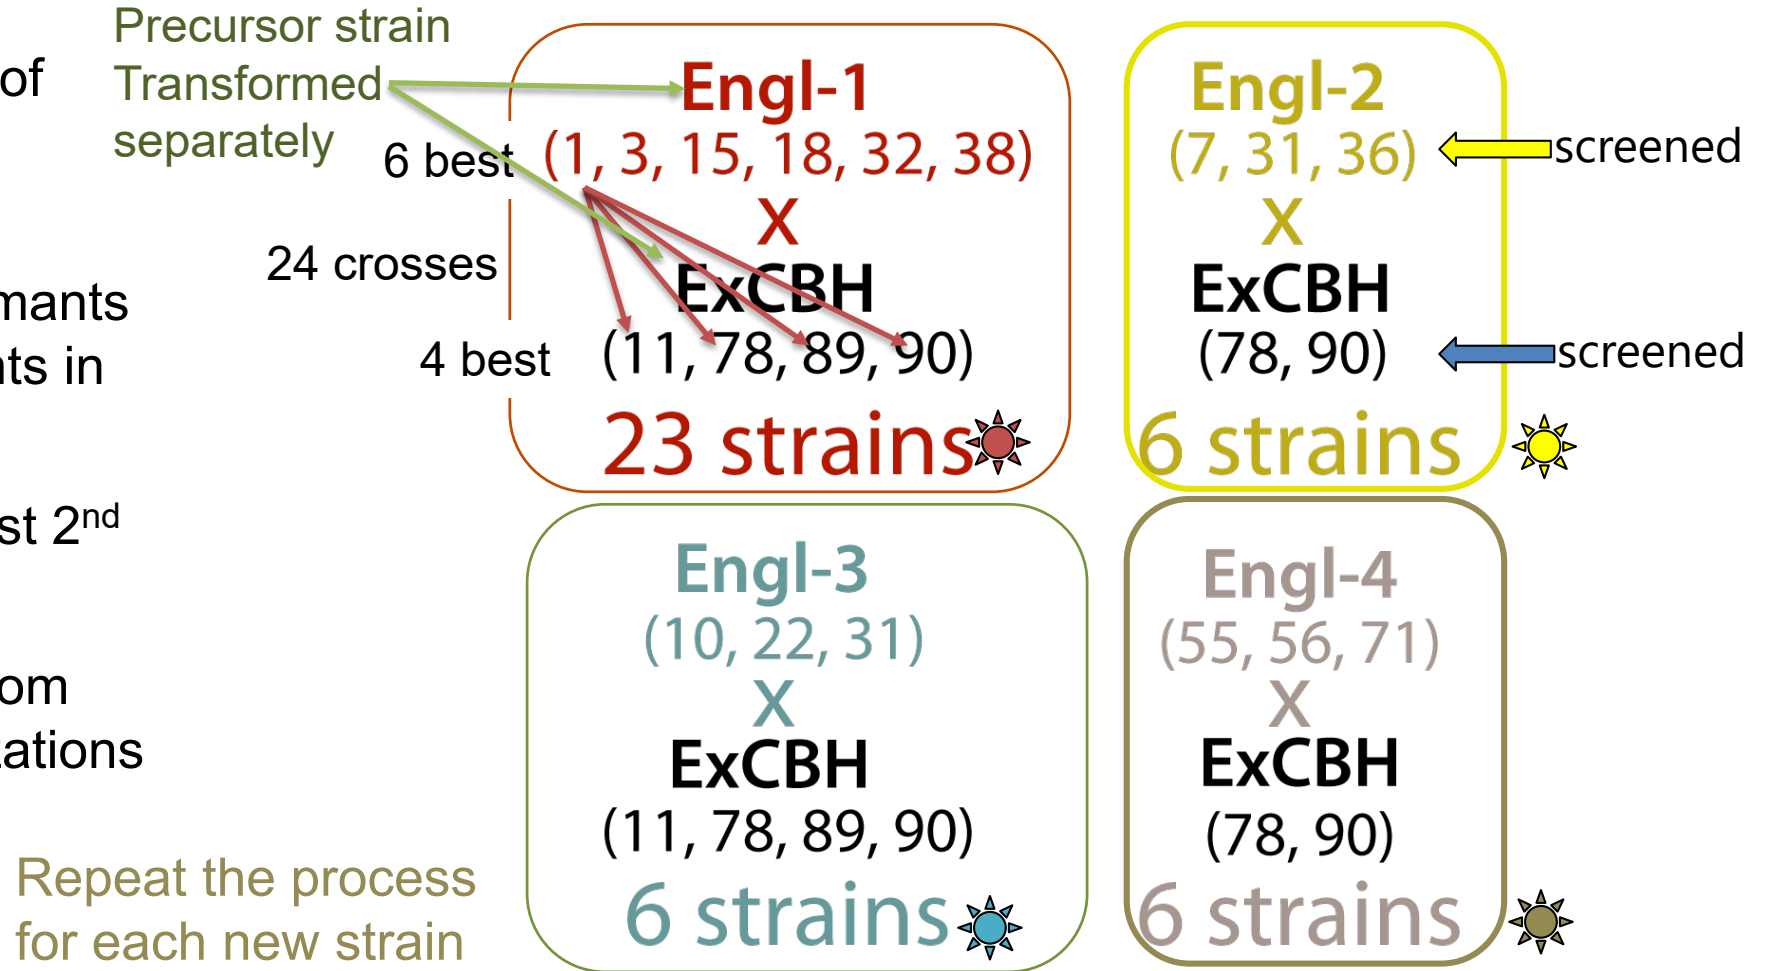 of
mants
nts in
st 2nd
om
zations
Precursor strain
Transformed
separately
6 best
24 crosses
4 best
Engl-1
(1, 3, 15, 18, 32, 38)
X
ExCBH
(11, 78, 89, 90)
23 strains
Engl-2
(7, 31, 36)
X
ExCBH
(78, 90)
6 strains
screened
screened
Engl-3
(10, 22, 31)
X
ExCBH
(11, 78, 89, 90)
6 strains
Engl-4
(55, 56, 71)
X
ExCBH
(78, 90)
6 strains
Repeat the process
for each new strain